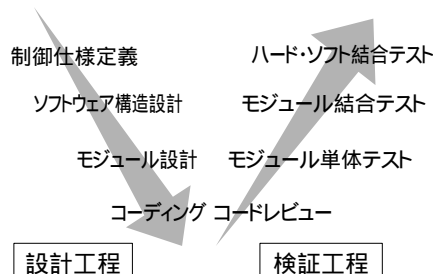 制御仕様定義 ハード・ソフト結合テスト
ソフトウェア構造設計 モジュール結合テスト
モジュール設計 モジュール単体テスト
コーディング コードレビュー
設計工程 検証工程